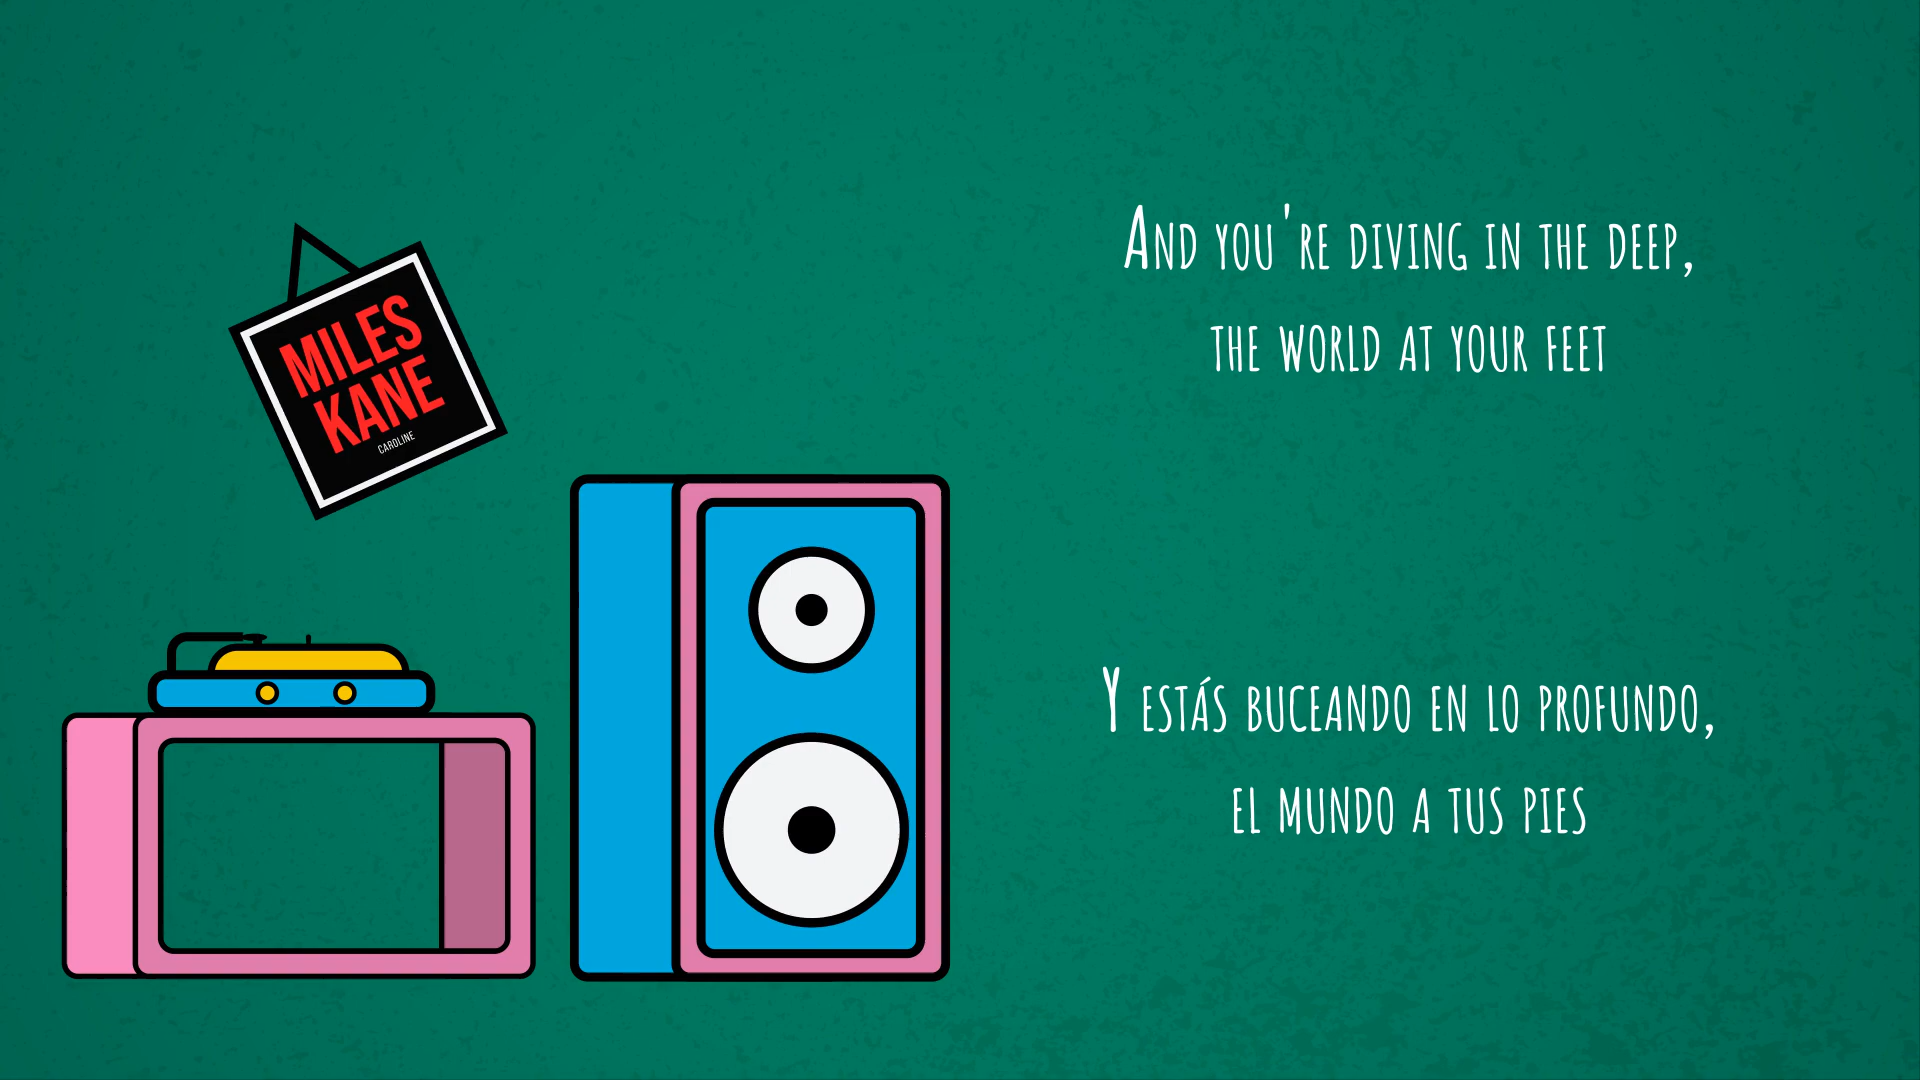 MILES
KANE
CAROLINE
And you're diving in the deep,
the world at your feet
Y estás buceando en lo profundo,
el mundo a tus pies